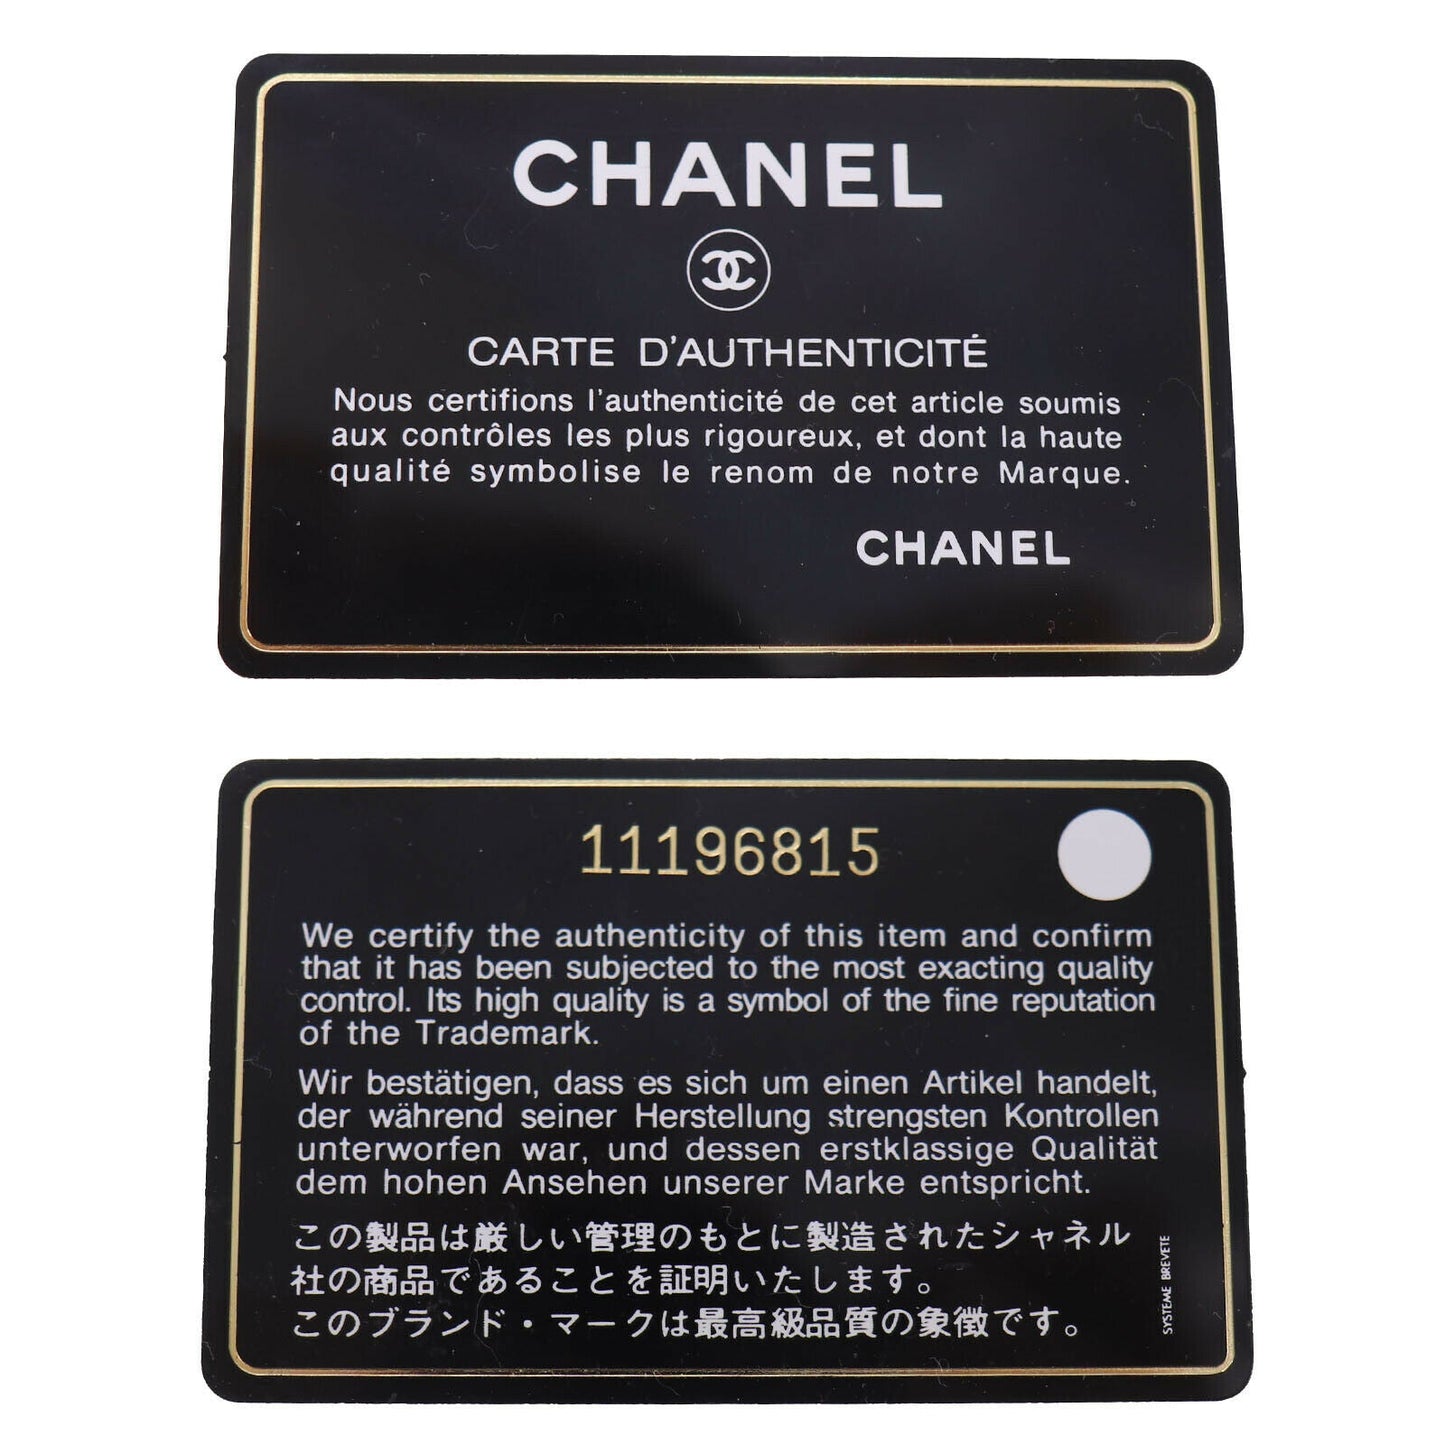 CHANEL
CARTE D'AUTHENTICITÉ
Nous certifions l'authenticité de cet article soumis
aux contrôles les plus rigoureux, et dont la haute
qualité symbolise le renom de notre Marque.
CHANEL
11196815
We certify the authenticity of this item and confirm
that it has been subjected to the most exacting quality
control. Its high quality is a symbol of the fine reputation
of the Trademark.
Wir bestätigen, dass es sich um einen Artikel handelt,
der während seiner Herstellung strengsten Kontrollen
unterworfen war, und dessen erstklassige Qualität
dem hohen Ansehen unserer Marke entspricht.
この製品は厳しい管理のもとに製造されたシャネル
社の商品であることを証明いたします。
このブランド・マークは最高級品質の象徴です。
SYSTEME BREVETE